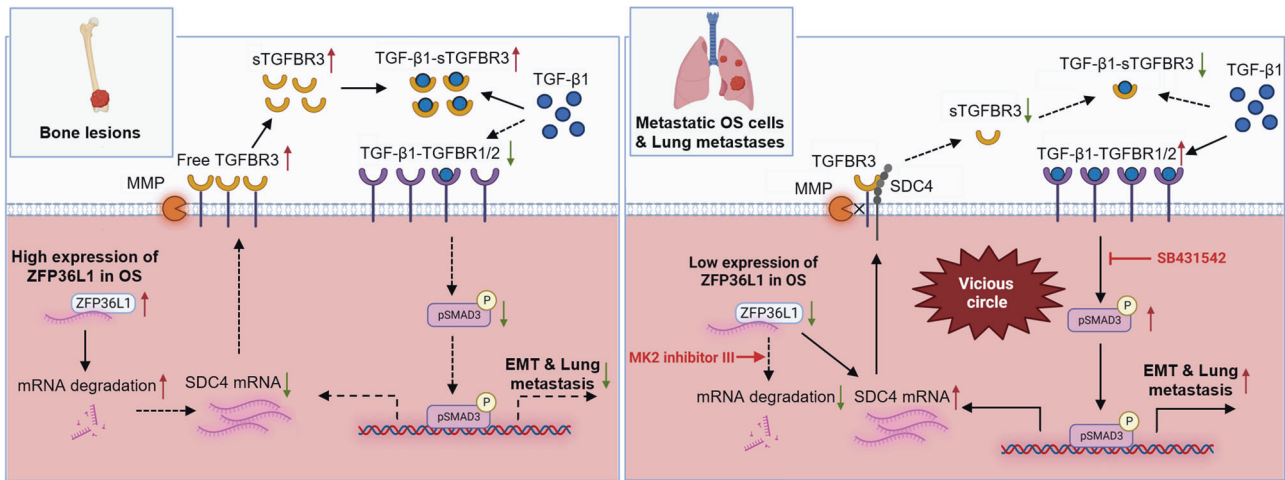 Bone lesions
sTGFBR3
TGF-β1-sTGFBR3
TGF-β1
Free TGFBR3
TGF-β1-TGFBR1/2
MMP
High expression of
ZFP36L1 in OS
ZFP36L1
mRNA degradation
SDC4 mRNA
P
pSMAD3
EMT & Lung
metastasis
P
pSMAD3
Metastatic OS cells
& Lung metastases
TGF-β1-sTGFBR3
TGF-β1
sTGFBR3
TGFBR3
TGF-β1-TGFBR1/2
MMP
SDC4
Low expression of
ZFP36L1 in OS
ZFP36L1
MK2 inhibitor III
mRNA degradation
SDC4 mRNA
Vicious
circle
SB431542
P
pSMAD3
EMT & Lung
metastasis
P
pSMAD3